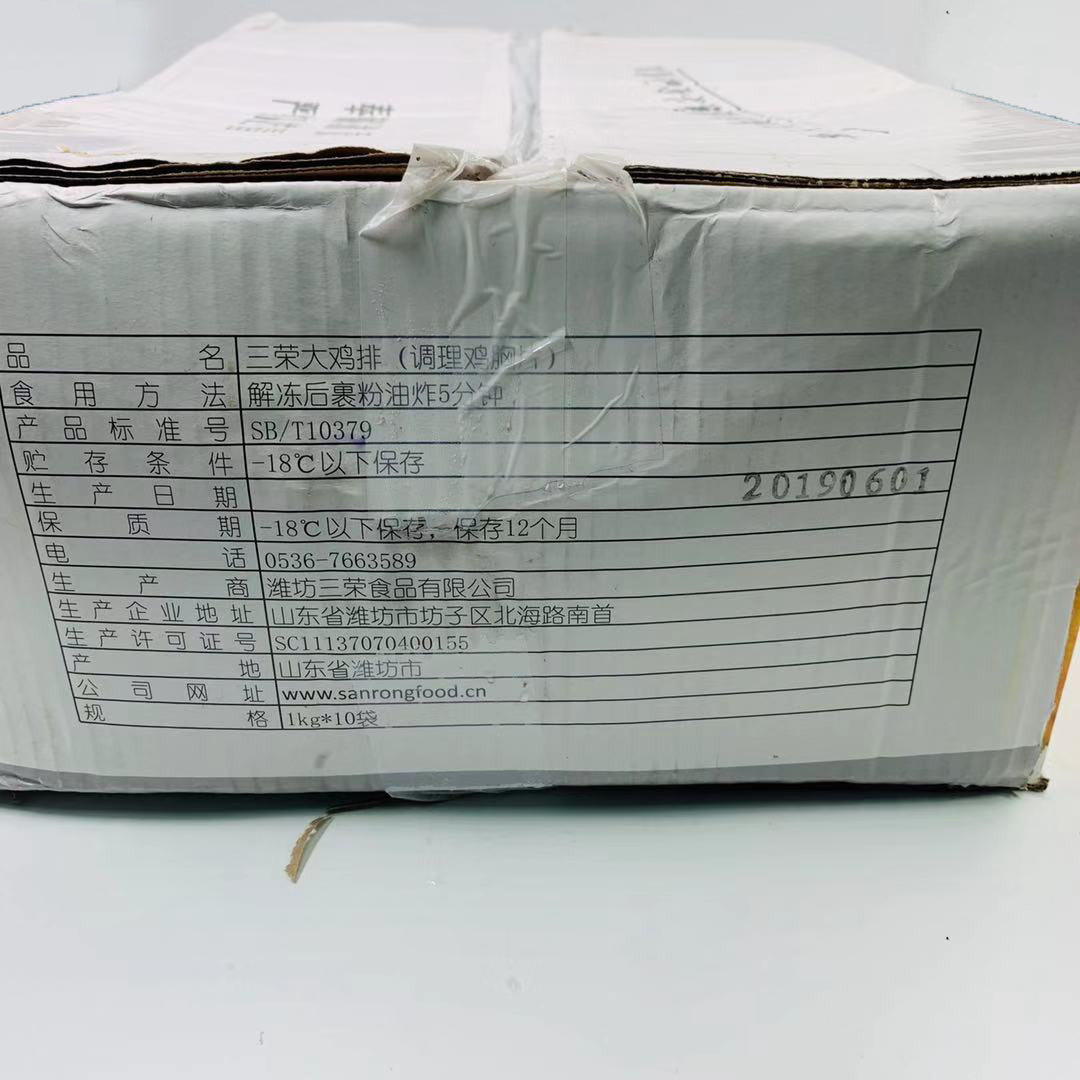 品名 三荣大鸡排（调理鸡胸片）
食用方法 解冻后裹粉油炸5分钟
产品标准号 SB/T10379
贮存条件 -18℃以下保存
生产日期 20190601
保质期 -18℃以下保存，保存12个月
电话 0536-7663589
生产商 潍坊三荣食品有限公司
生产企业地址 山东省潍坊市坊子区北海路南首
生产许可证号 SC11137070400155
产地 山东省潍坊市
公司网址 www.sanrongfood.cn
规格 1kg*10袋